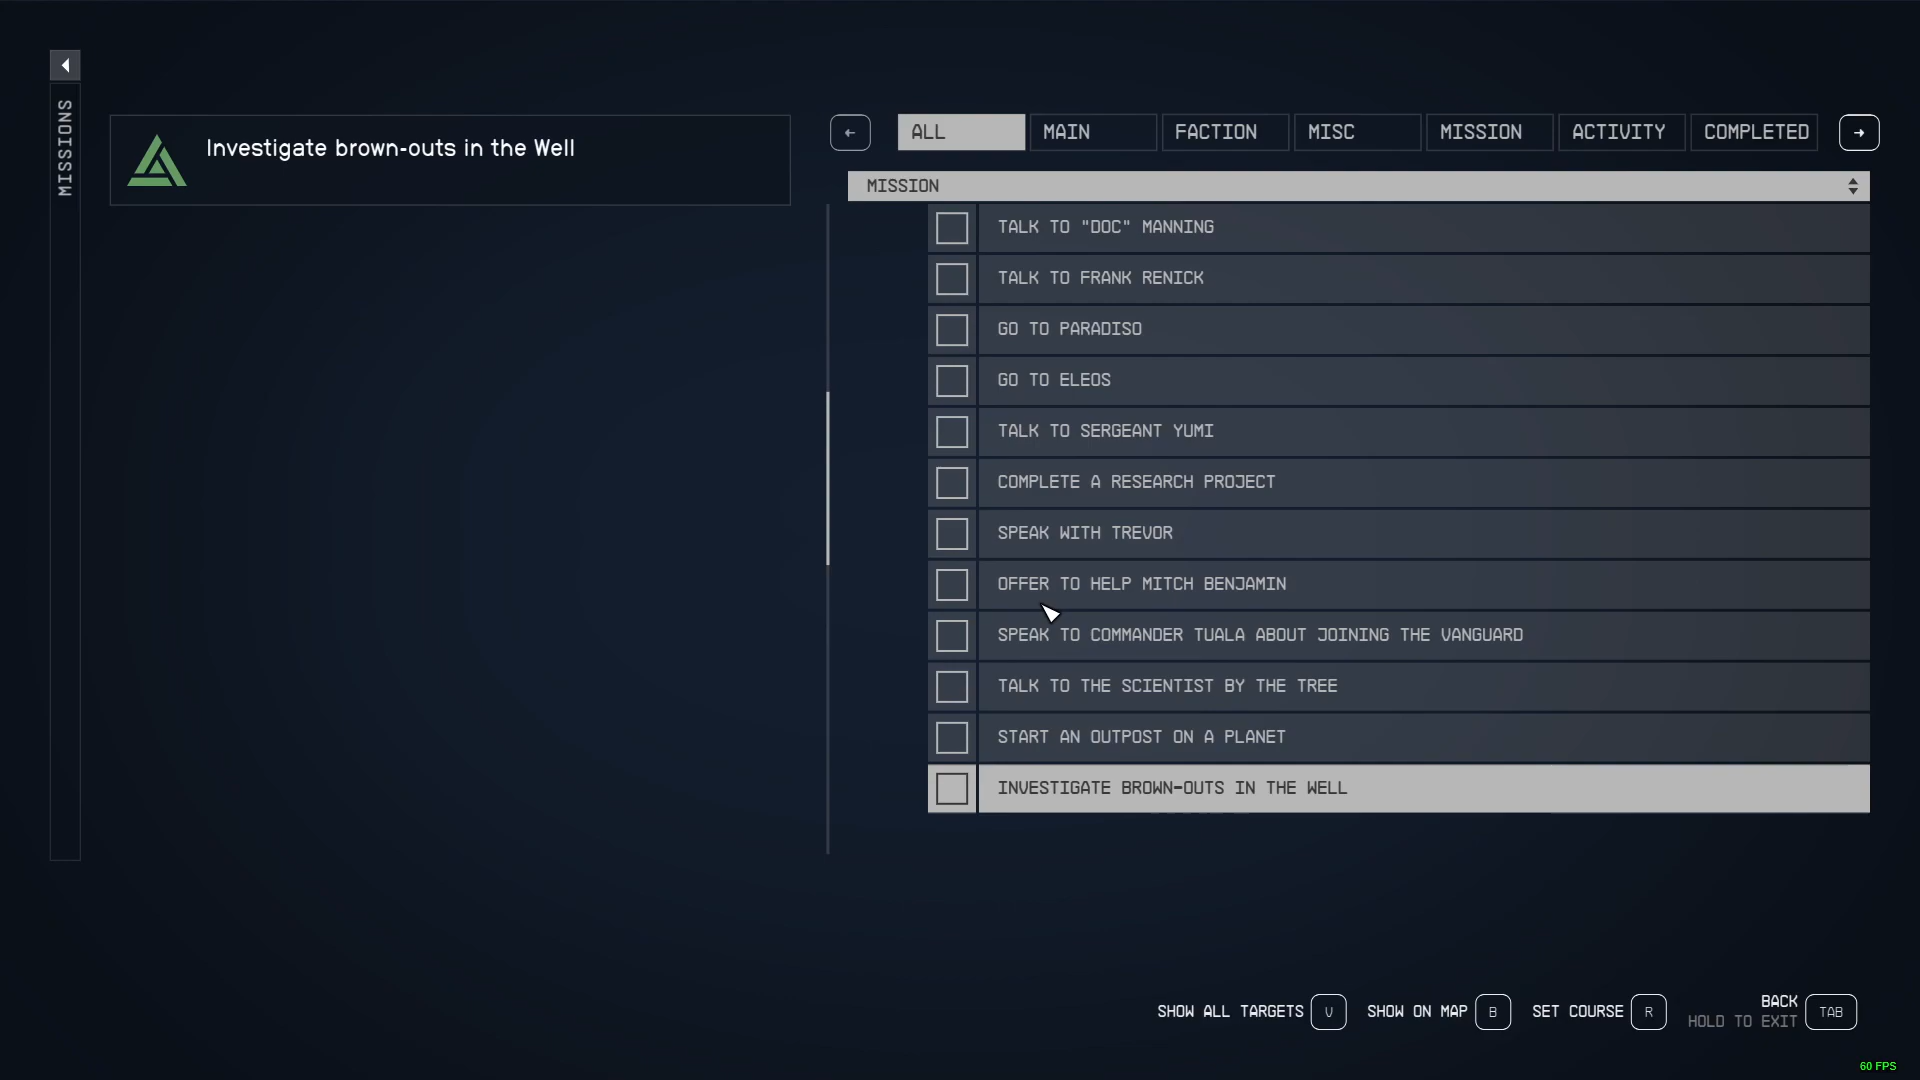 MISSIONS
Investigate brown-outs in the Well
ALL
MAIN
FACTION
MISC
MISSION
ACTIVITY
COMPLETED
MISSION
TALK TO "DOC" MANNING
TALK TO FRANK RENICK
GO TO PARADISO
GO TO ELEOS
TALK TO SERGEANT YUMI
COMPLETE A RESEARCH PROJECT
SPEAK WITH TREVOR
OFFER TO HELP MITCH BENJAMIN
SPEAK TO COMMANDER TUALA ABOUT JOINING THE VANGUARD
TALK TO THE SCIENTIST BY THE TREE
START AN OUTPOST ON A PLANET
INVESTIGATE BROWN-OUTS IN THE WELL
SHOW ALL TARGETS V
SHOW ON MAP B
SET COURSE R
BACK
HOLD TO EXIT
TAB
60 FPS